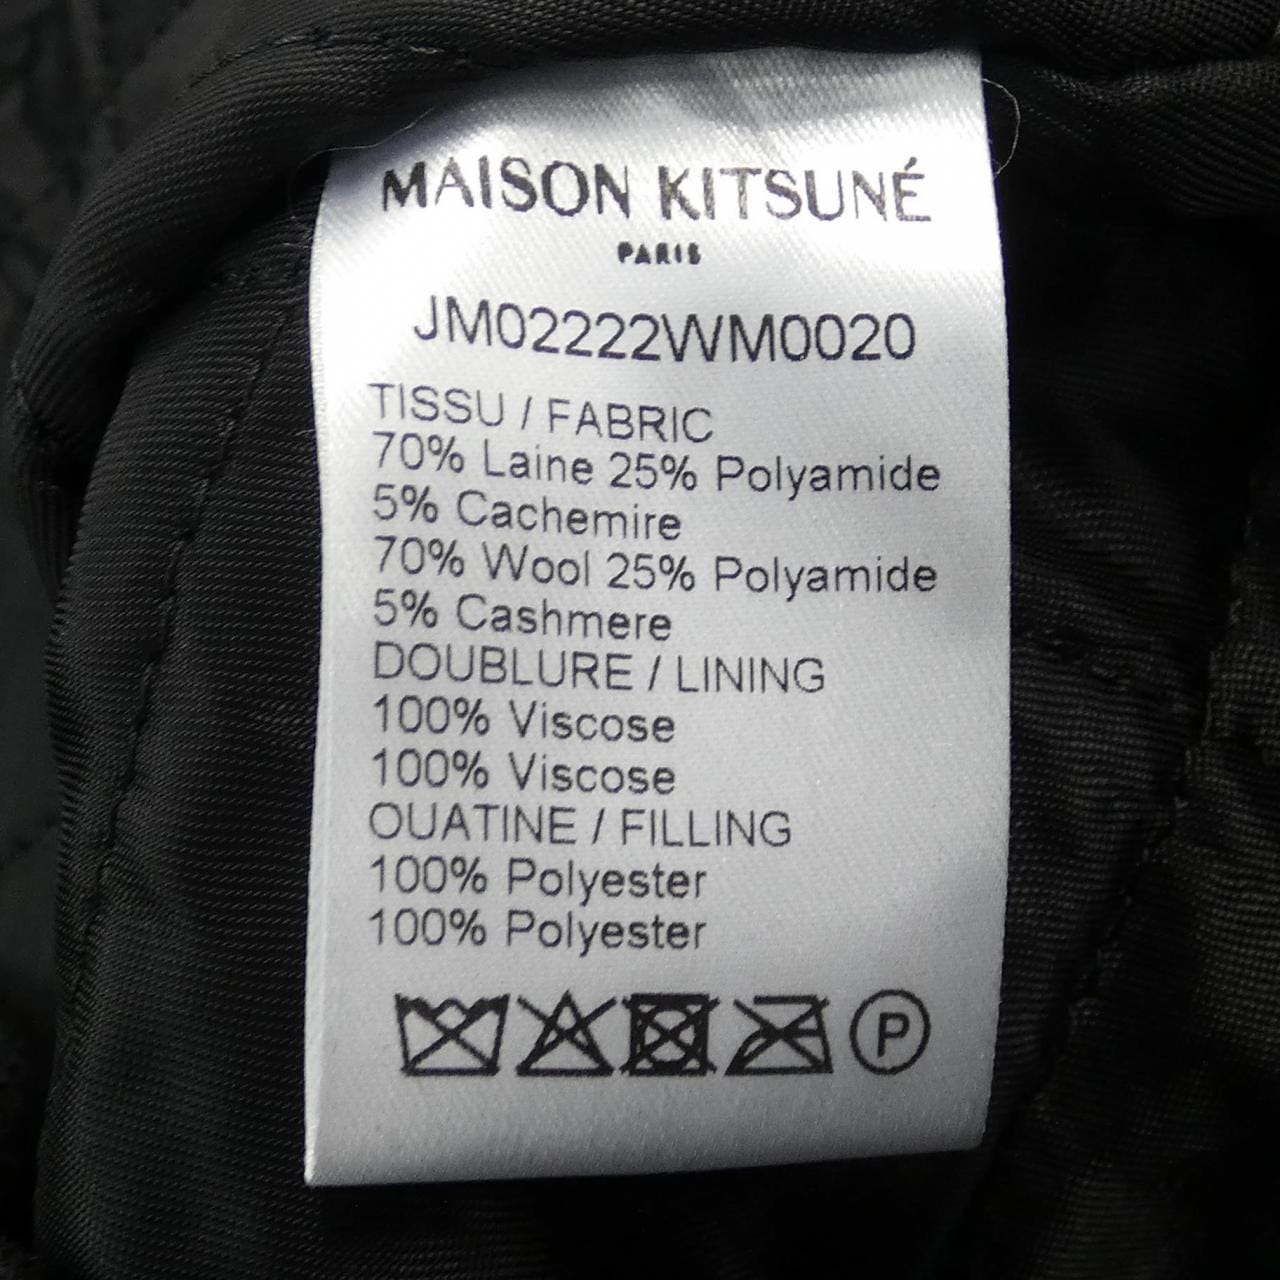 MAISON KITSUNÉ
PARIS
JM02222WM0020
TISSU / FABRIC
70% Laine 25% Polyamide
5% Cachemire
70% Wool 25% Polyamide
5% Cashmere
DOUBLURE / LINING
100% Viscose
100% Viscose
OUATINE / FILLING
100% Polyester
100% Polyester
P